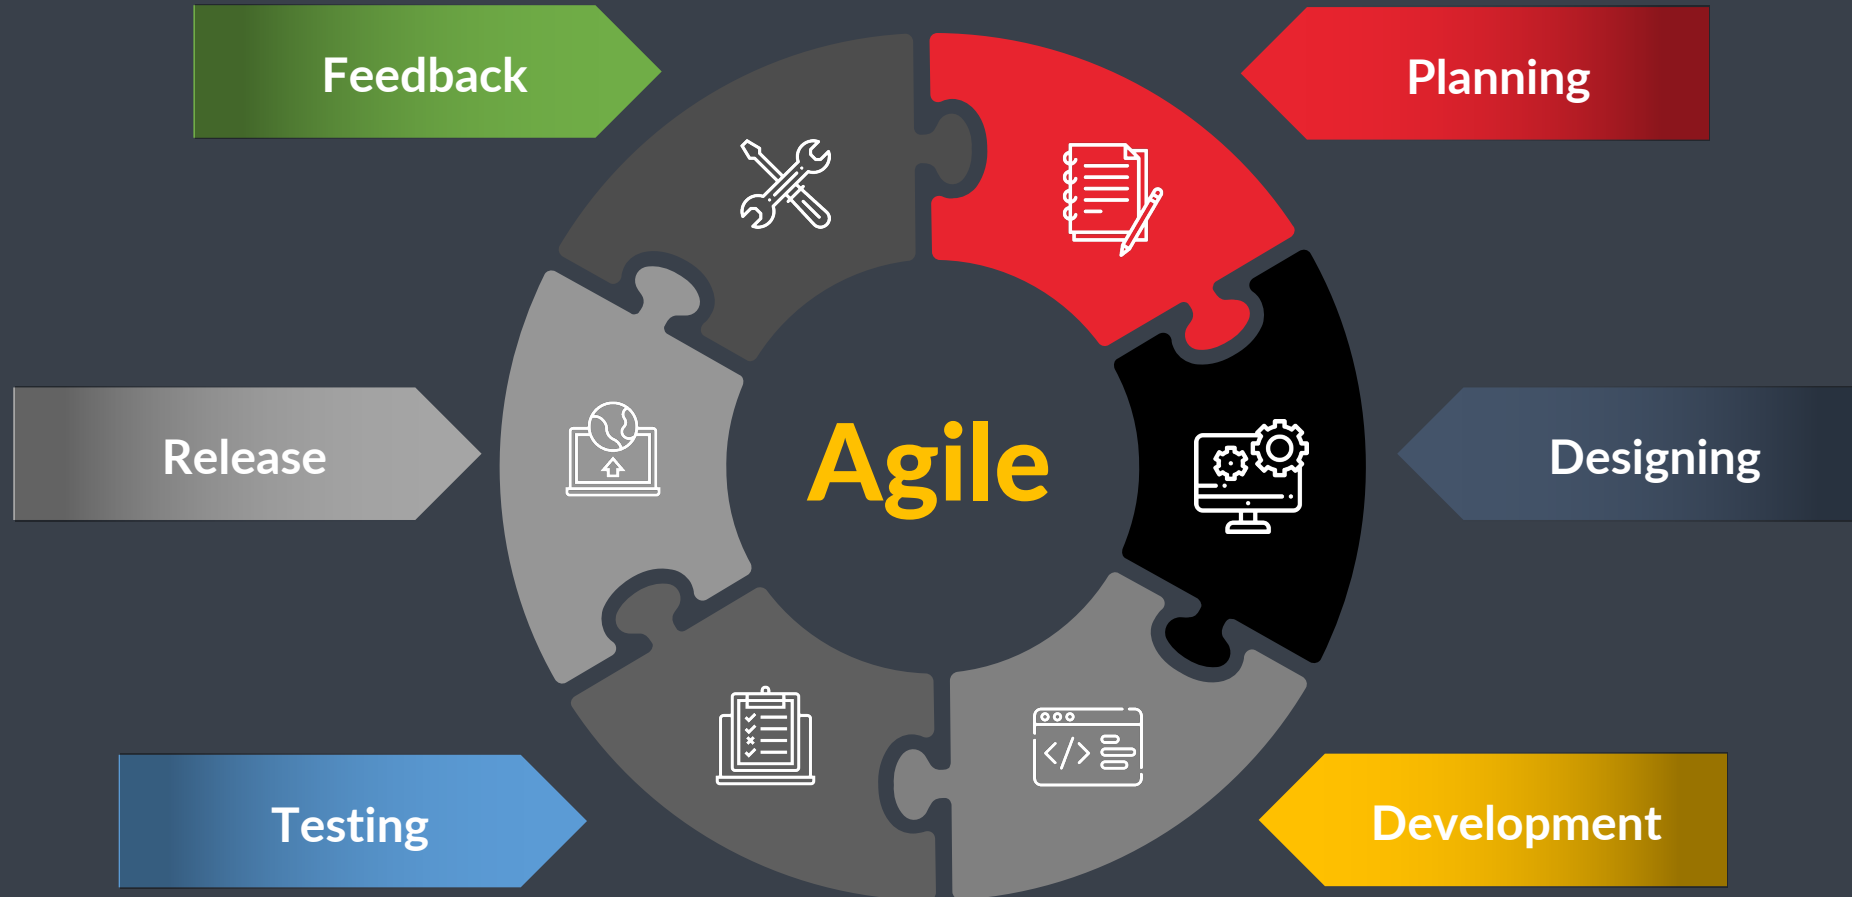 Feedback
Planning
Release
Agile
Designing
</>
Testing
Development